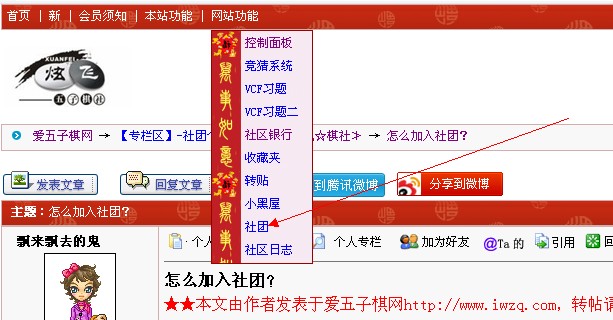 首页 | 新 | 会员须知 | 本站功能 | 网站功能
控制面板
竞猜系统
VCF习题
VCF习题二
社区银行
收藏夹
转贴
小黑屋
社团
社区日志
万事如意
XUANFEI
炫飞
五子棋社
爱五子棋网 → 【专栏区】-社团 ☆棋社≫ → 怎么加入社团?
发表文章
回复文章
到腾讯微博
分享到微博
主题:怎么加入社团?
飘来飘去的鬼
个人 个人专栏 加为好友 @Ta 的 引用 回
怎么加入社团?
★★本文由作者发表于爱五子棋网http://www.iwzq.com, 转帖请